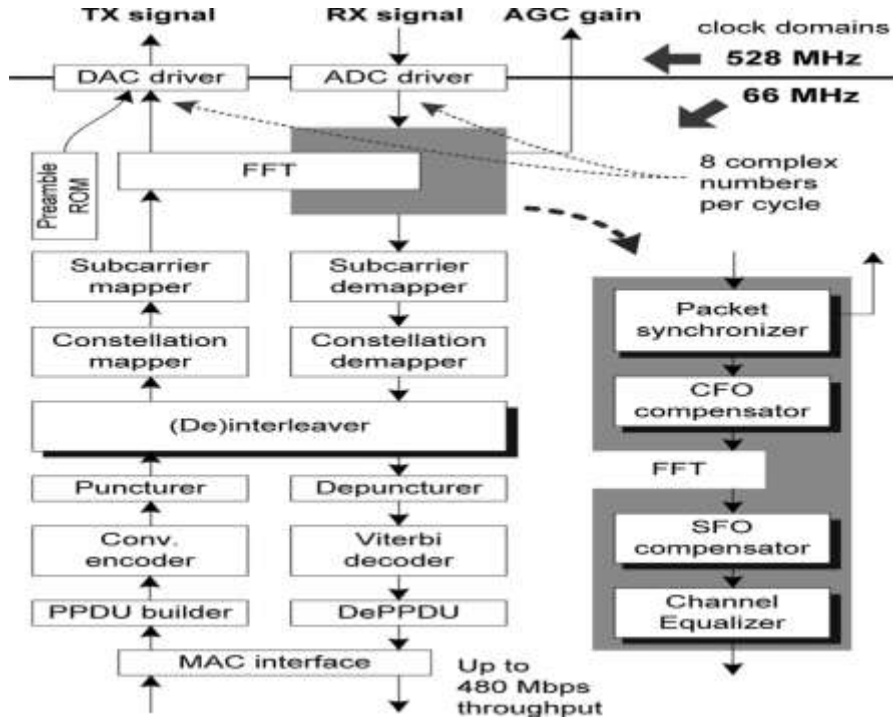 TX signal
RX signal
AGC gain
clock domains
528 MHz
66 MHz
DAC driver
ADC driver
Preamble
ROM
FFT
8 complex
numbers
per cycle
Subcarrier
mapper
Subcarrier
demapper
Constellation
mapper
Constellation
demapper
(De)interleaver
Puncturer
Depuncturer
Conv.
encoder
Viterbi
decoder
PPDU builder
DePPDU
MAC interface
Up to
480 Mbps
throughput
Packet
synchronizer
CFO
compensator
FFT
SFO
compensator
Channel
Equalizer